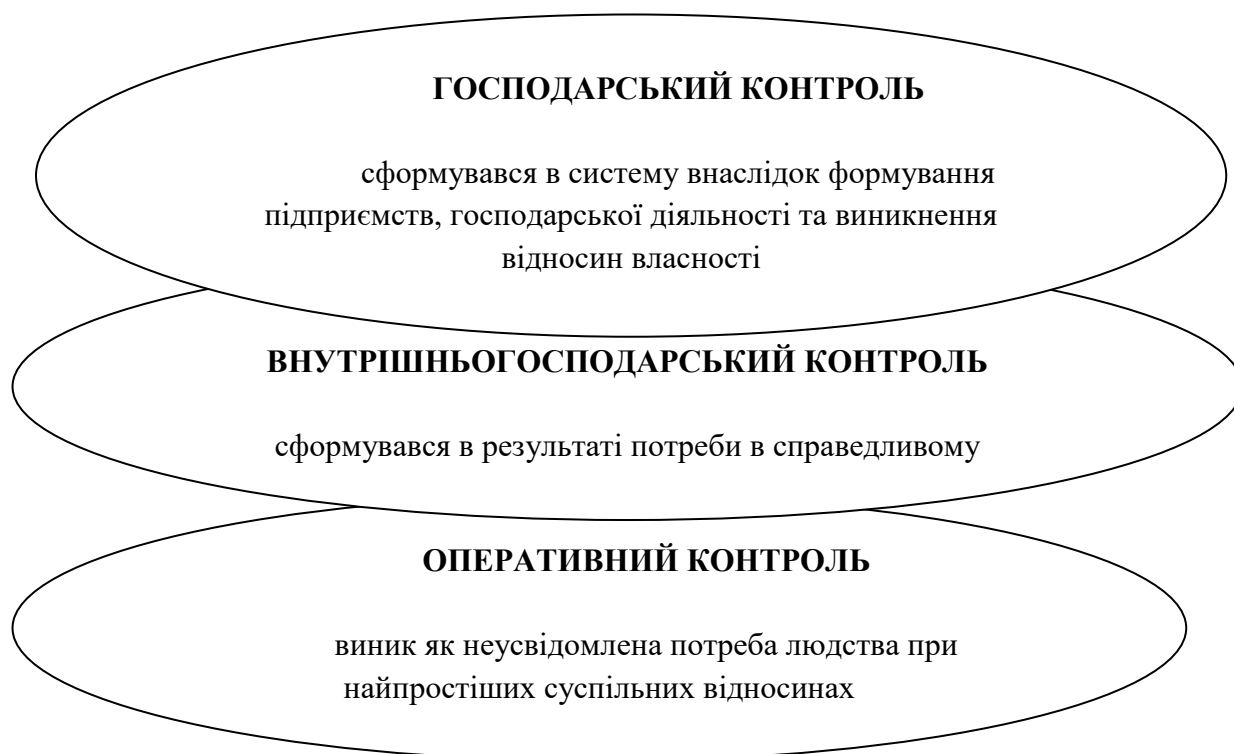 ГОСПОДАРСЬКИЙ КОНТРОЛЬ
сформувався в систему внаслідок формування
підприємств, господарської діяльності та виникнення
відносин власності
ВНУТРІШНЬОГОСПОДАРСЬКИЙ КОНТРОЛЬ
сформувався в результаті потреби в справедливому
ОПЕРАТИВНИЙ КОНТРОЛЬ
виник як неусвідомлена потреба людства при
найпростіших суспільних відносинах